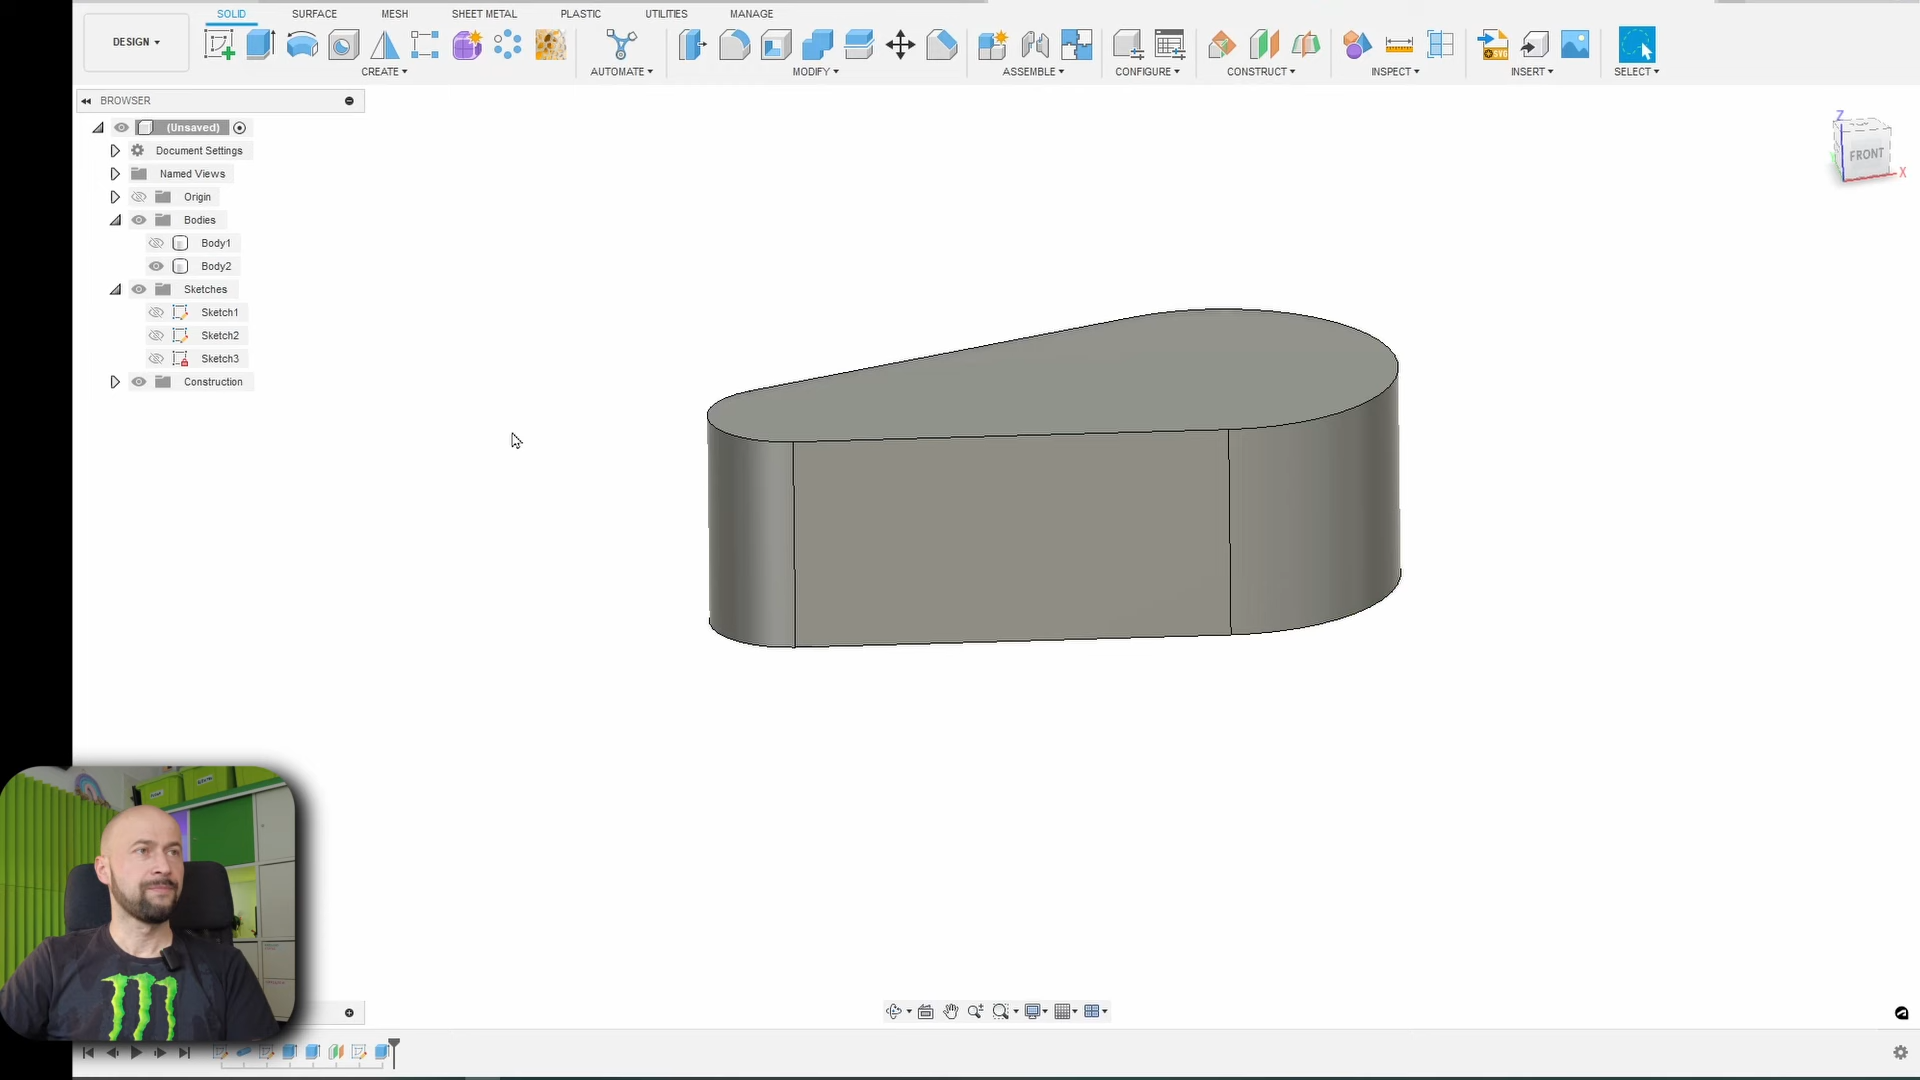 SOLID SURFACE MESH SHEET METAL PLASTIC UTILITIES MANAGE
DESIGN
CREATE AUTOMATE MODIFY ASSEMBLE CONFIGURE CONSTRUCT INSPECT INSERT SELECT
BROWSER
(Unsaved)
Document Settings
Named Views
Origin
Bodies
Body1
Body2
Sketches
Sketch1
Sketch2
Sketch3
Construction
Z
FRONT
X